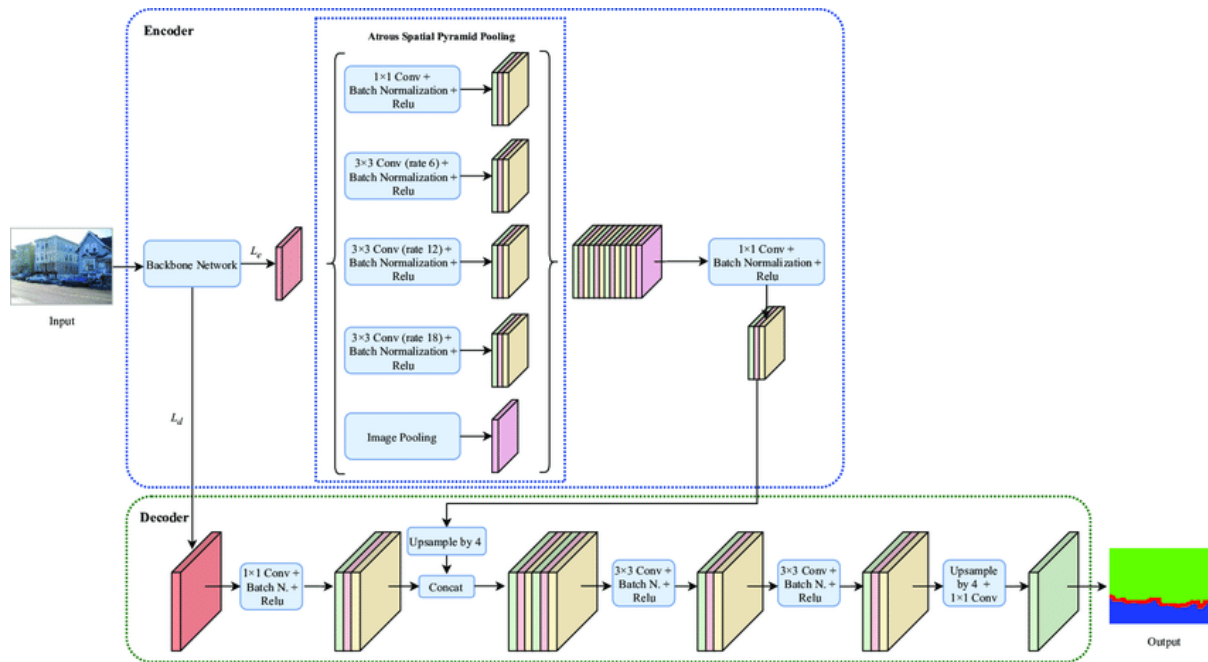 Encoder
Atrous Spatial Pyramid Pooling
1×1 Conv +
Batch Normalization +
Relu
3×3 Conv (rate 6) +
Batch Normalization +
Relu
3×3 Conv (rate 12) +
Batch Normalization +
Relu
3×3 Conv (rate 18) +
Batch Normalization +
Relu
Image Pooling
Input
Backbone Network
L_e
L_d
1×1 Conv +
Batch Normalization +
Relu
Decoder
1×1 Conv +
Batch N. +
Relu
Upsample by 4
Concat
3×3 Conv +
Batch N. +
Relu
3×3 Conv +
Batch N. +
Relu
Upsample
by 4 +
1×1 Conv
Output